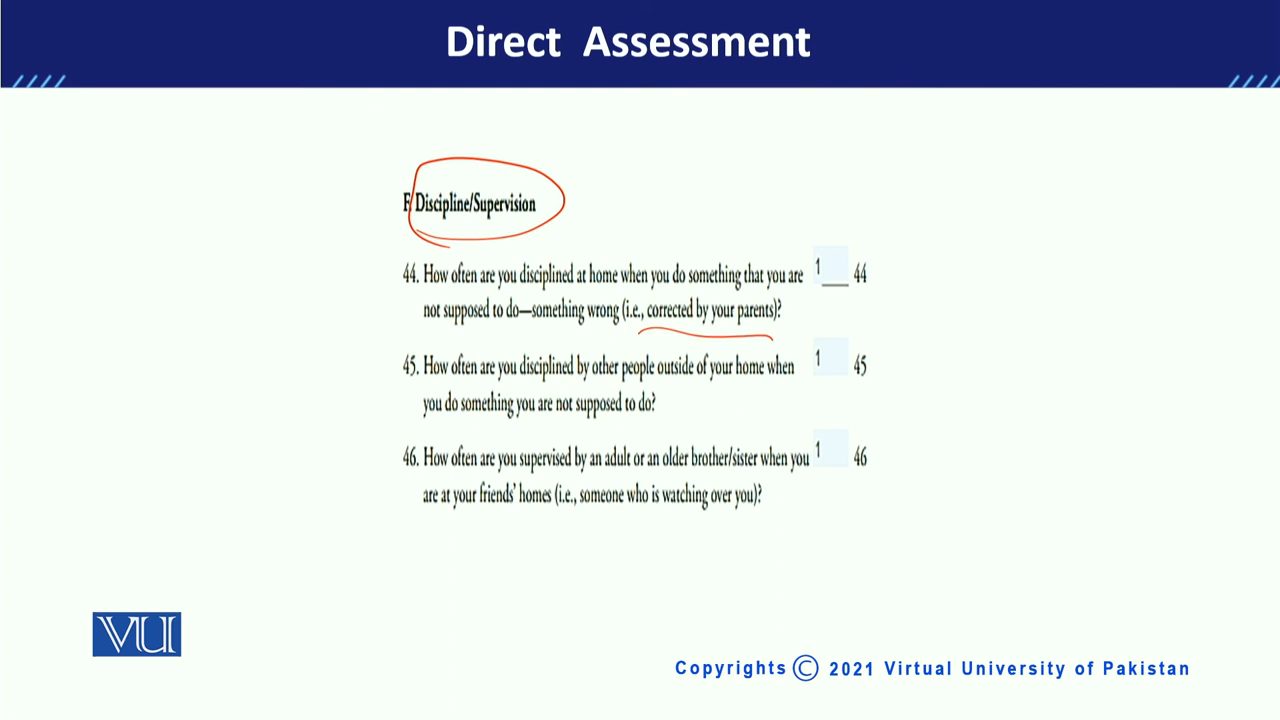 Direct Assessment
F. Discipline/Supervision
44. How often are you disciplined at home when you do something that you are 1___ 44
not supposed to do—something wrong (i.e., corrected by your parents)?
45. How often are you disciplined by other people outside of your home when 1 45
you do something you are not supposed to do?
46. How often are you supervised by an adult or an older brother/sister when you 1 46
are at your friends' homes (i.e., someone who is watching over you)?
VU
Copyrights © 2021 Virtual University of Pakistan